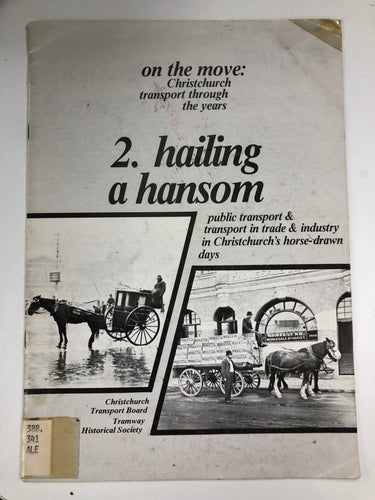 on the move:
Christchurch
transport through
the years
2. hailing
a hansom
public transport &
transport in trade & industry
in Christchurch's horse-drawn
days
Christchurch
Transport Board
Tramway
Historical Society
388.
341
ALE